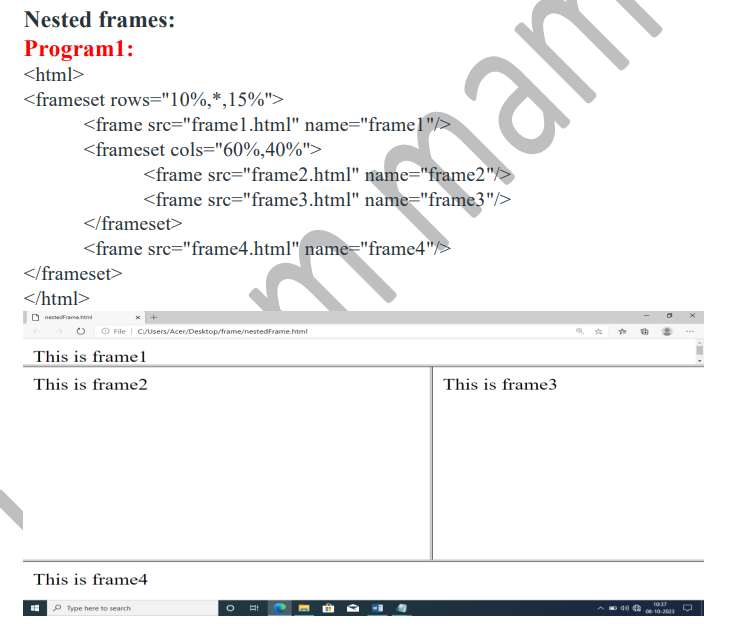 Nested frames:
Program1:
<html>
<frameset rows="10%,*,15%">
<frame src="frame1.html" name="frame1"/>
<frameset cols="60%,40%">
<frame src="frame2.html" name="frame2"/>
<frame src="frame3.html" name="frame3"/>
</frameset>
<frame src="frame4.html" name="frame4"/>
</frameset>
</html>
nestedFrame.html
File | C:/Users/Acer/Desktop/frame/nestedFrame.html
This is frame1
This is frame2
This is frame3
This is frame4
Type here to search
10:37
08-10-2023